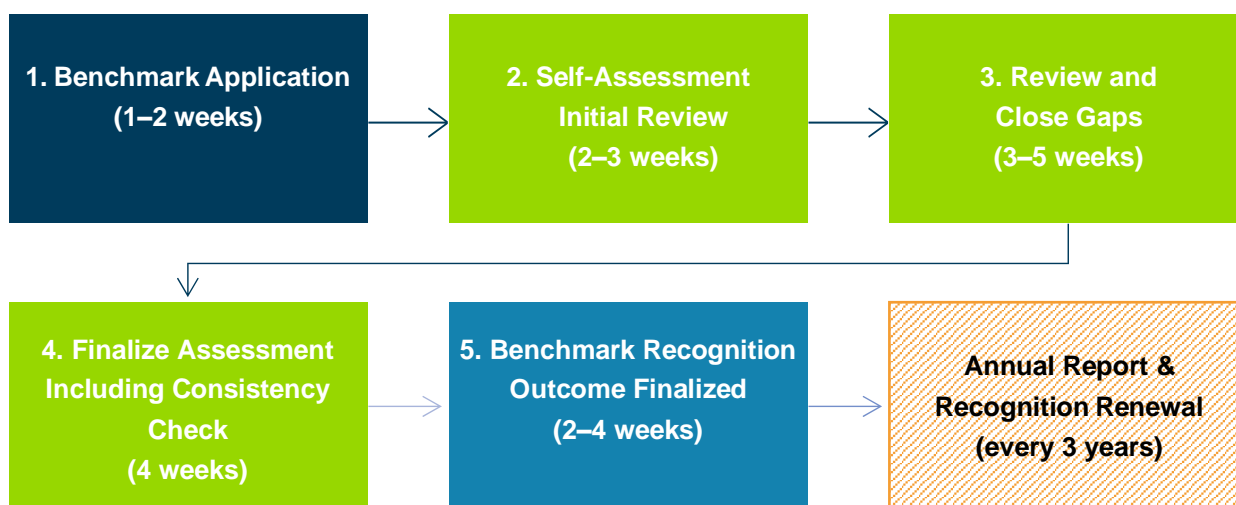 1. Benchmark Application
(1–2 weeks)
2. Self-Assessment
Initial Review
(2–3 weeks)
3. Review and
Close Gaps
(3–5 weeks)
4. Finalize Assessment
Including Consistency
Check
(4 weeks)
5. Benchmark Recognition
Outcome Finalized
(2–4 weeks)
Annual Report &
Recognition Renewal
(every 3 years)